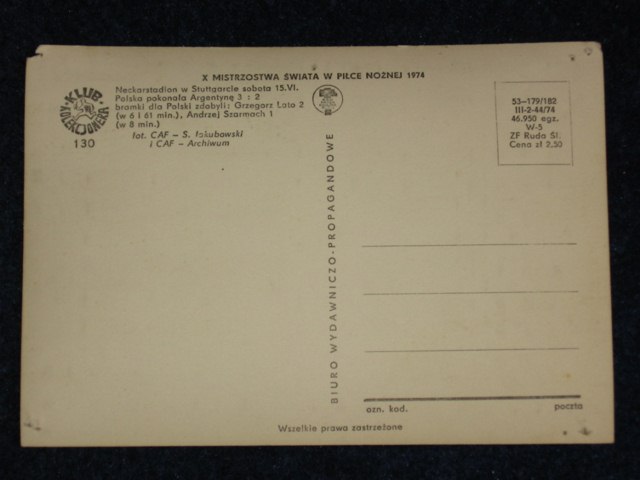 X MISTRZOSTWA ŚWIATA W PIŁCE NOŻNEJ 1974
KLUB
KOLEKCJONERA
130
Neckarstadion w Stuttgarcie sobota 15.VI.
Polska pokonała Argentynę 3 : 2
bramki dla Polski zdobyli: Grzegorz Lato 2
(w 6 i 61 min.), Andrzej Szarmach 1
(w 8 min.)
fot. CAF – S. Jakubowski
i CAF – Archiwum
BIURO WYDAWNICZO-PROPAGANDOWE
53—179/182
III-2-44/74
46.950 egz.
W-5
ZF Ruda Śl.
Cena zł 2,50
ozn. kod.
poczta
Wszelkie prawa zastrzeżone